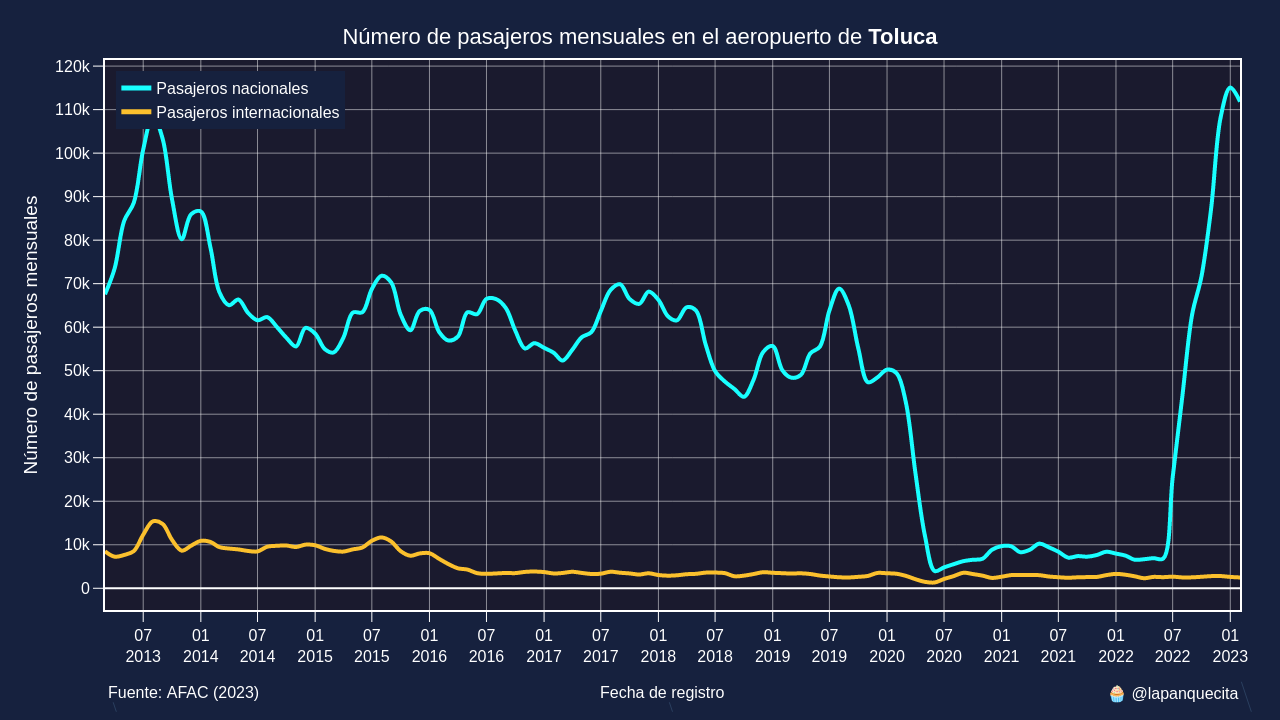 Número de pasajeros mensuales en el aeropuerto de Toluca
Pasajeros nacionales
Pasajeros internacionales
Número de pasajeros mensuales
120k
110k
100k
90k
80k
70k
60k
50k
40k
30k
20k
10k
0
07 01 07 01 07 01 07 01 07 01 07 01 07 01 07 01 07 01 07 01
2013 2014 2014 2015 2015 2016 2016 2017 2017 2018 2018 2019 2019 2020 2020 2021 2021 2022 2022 2023
Fuente: AFAC (2023)
Fecha de registro
🧁 @lapanquecita